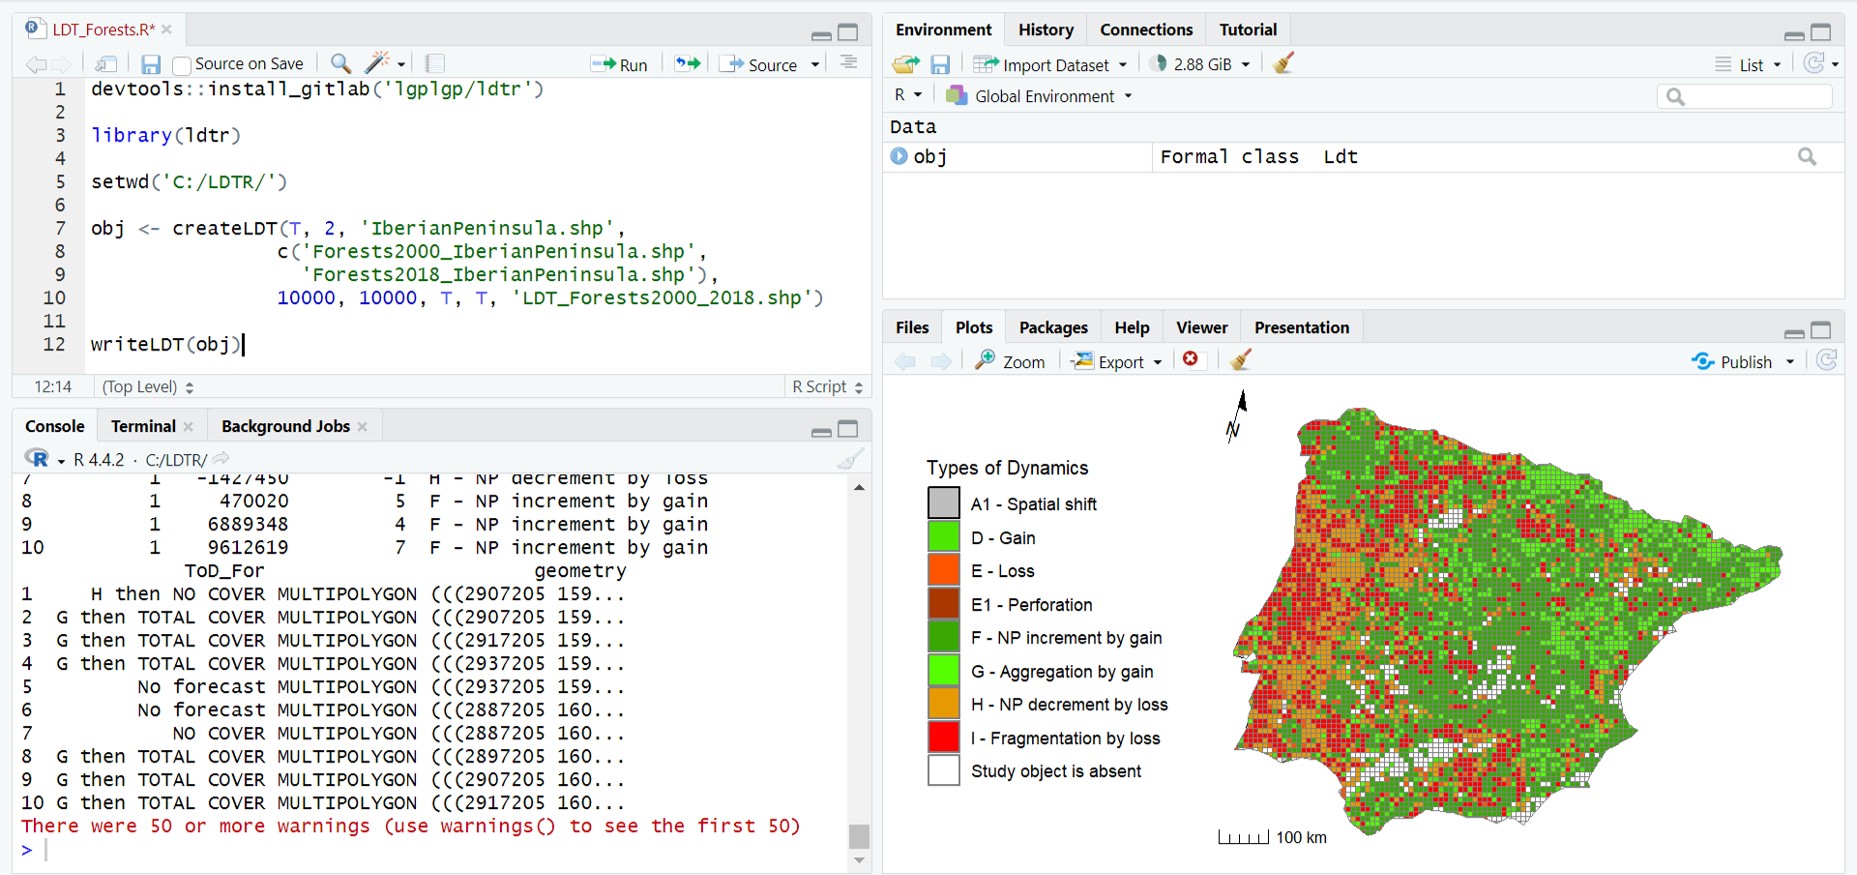 LDT_Forests.R*
Source on Save
Run
Source
1 devtools::install_gitlab('lgplgp/ldtr')
2
3 library(ldtr)
4
5 setwd('C:/LDTR/')
6
7 obj <- createLDT(T, 2, 'IberianPeninsula.shp',
8 c('Forests2000_IberianPeninsula.shp',
9 'Forests2018_IberianPeninsula.shp'),
10 10000, 10000, T, T, 'LDT_Forests2000_2018.shp')
11
12 writeLDT(obj)
12:14 (Top Level) R Script
Console Terminal Background Jobs
R R 4.4.2 · C:/LDTR/
7 1 -1427450 -1 H - NP decrement by loss
8 1 470020 5 F - NP increment by gain
9 1 6889348 4 F - NP increment by gain
10 1 9612619 7 F - NP increment by gain
ToD_For geometry
1 H then NO COVER MULTIPOLYGON (((2907205 159...
2 G then TOTAL COVER MULTIPOLYGON (((2907205 159...
3 G then TOTAL COVER MULTIPOLYGON (((2917205 159...
4 G then TOTAL COVER MULTIPOLYGON (((2937205 159...
5 No forecast MULTIPOLYGON (((2937205 159...
6 No forecast MULTIPOLYGON (((2887205 160...
7 NO COVER MULTIPOLYGON (((2887205 160...
8 G then TOTAL COVER MULTIPOLYGON (((2897205 160...
9 G then TOTAL COVER MULTIPOLYGON (((2907205 160...
10 G then TOTAL COVER MULTIPOLYGON (((2917205 160...
There were 50 or more warnings (use warnings() to see the first 50)
>
Environment History Connections Tutorial
Import Dataset 2.88 GiB List
R Global Environment
Data
obj Formal class Ldt
Files Plots Packages Help Viewer Presentation
Zoom Export Publish
N
Types of Dynamics
A1 - Spatial shift
D - Gain
E - Loss
E1 - Perforation
F - NP increment by gain
G - Aggregation by gain
H - NP decrement by loss
I - Fragmentation by loss
Study object is absent
100 km